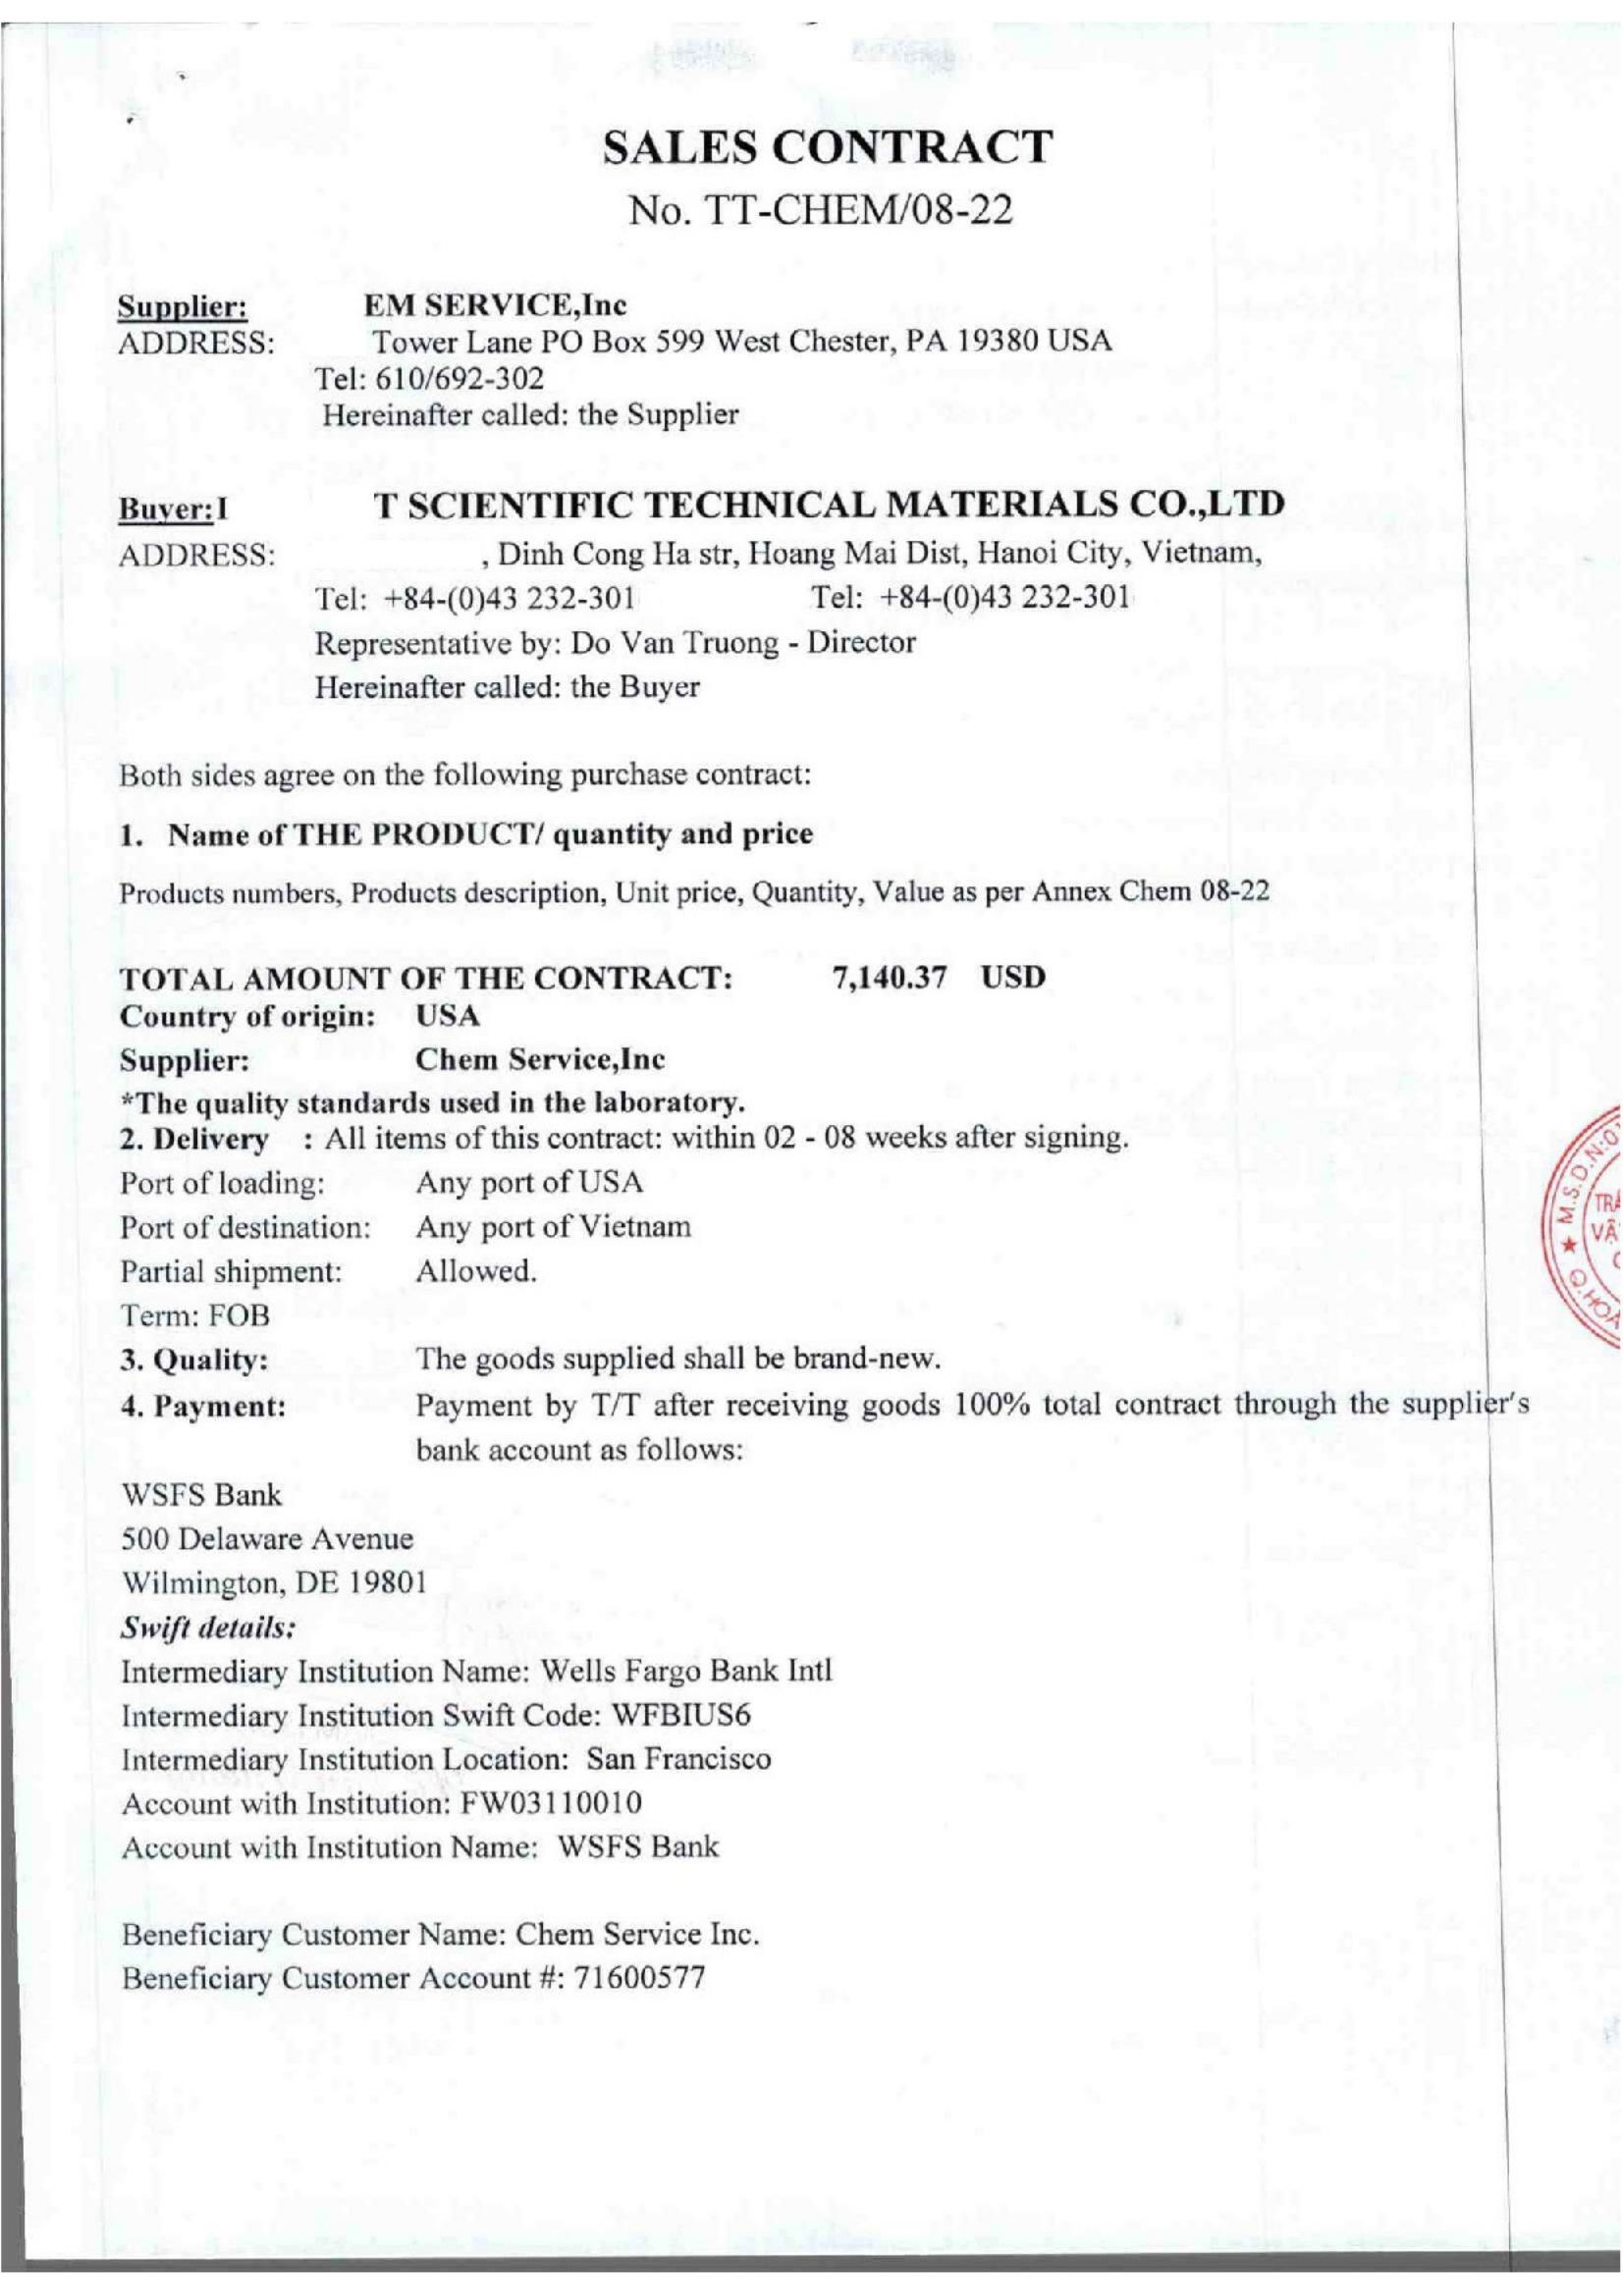 SALES CONTRACT
No. TT-CHEM/08-22
Supplier: EM SERVICE,Inc
ADDRESS: Tower Lane PO Box 599 West Chester, PA 19380 USA
Tel: 610/692-302
Hereinafter called: the Supplier
Buyer: T SCIENTIFIC TECHNICAL MATERIALS CO.,LTD
ADDRESS: , Dinh Cong Ha str, Hoang Mai Dist, Hanoi City, Vietnam,
Tel: +84-(0)43 232-301 Tel: +84-(0)43 232-301
Representative by: Do Van Truong - Director
Hereinafter called: the Buyer
Both sides agree on the following purchase contract:
1. Name of THE PRODUCT/ quantity and price
Products numbers, Products description, Unit price, Quantity, Value as per Annex Chem 08-22
TOTAL AMOUNT OF THE CONTRACT: 7,140.37 USD
Country of origin: USA
Supplier: Chem Service,Inc
*The quality standards used in the laboratory.
2. Delivery : All items of this contract: within 02 - 08 weeks after signing.
Port of loading: Any port of USA
Port of destination: Any port of Vietnam
Partial shipment: Allowed.
Term: FOB
3. Quality: The goods supplied shall be brand-new.
4. Payment: Payment by T/T after receiving goods 100% total contract through the supplier's
bank account as follows:
WSFS Bank
500 Delaware Avenue
Wilmington, DE 19801
Swift details:
Intermediary Institution Name: Wells Fargo Bank Intl
Intermediary Institution Swift Code: WFBIUS6
Intermediary Institution Location: San Francisco
Account with Institution: FW03110010
Account with Institution Name: WSFS Bank
Beneficiary Customer Name: Chem Service Inc.
Beneficiary Customer Account #: 71600577
M.S.D.N:0